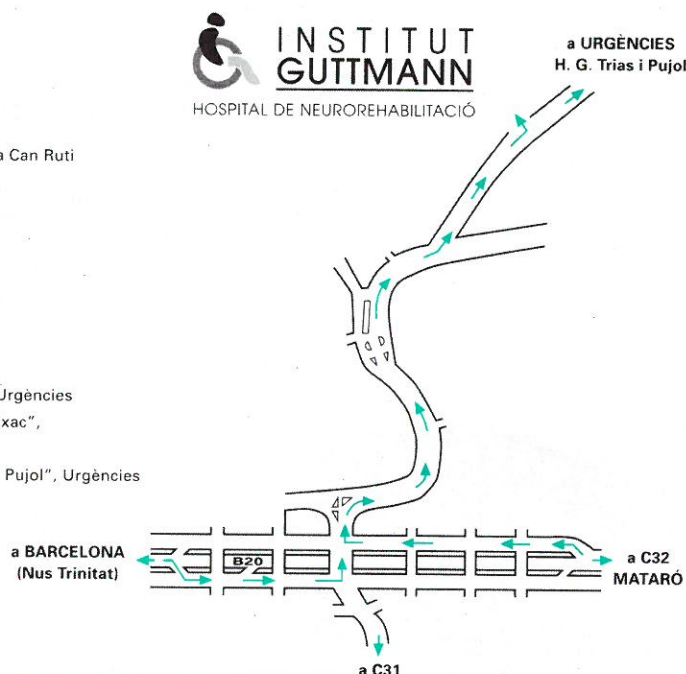 INSTITUT
GUTTMANN
HOSPITAL DE NEUROREHABILITACIÓ
a URGÈNCIES
H. G. Trias i Pujol
a Can Ruti
Urgències
xac",
Pujol", Urgències
a BARCELONA
(Nus Trinitat)
B20
a C32
MATARÓ
a C31